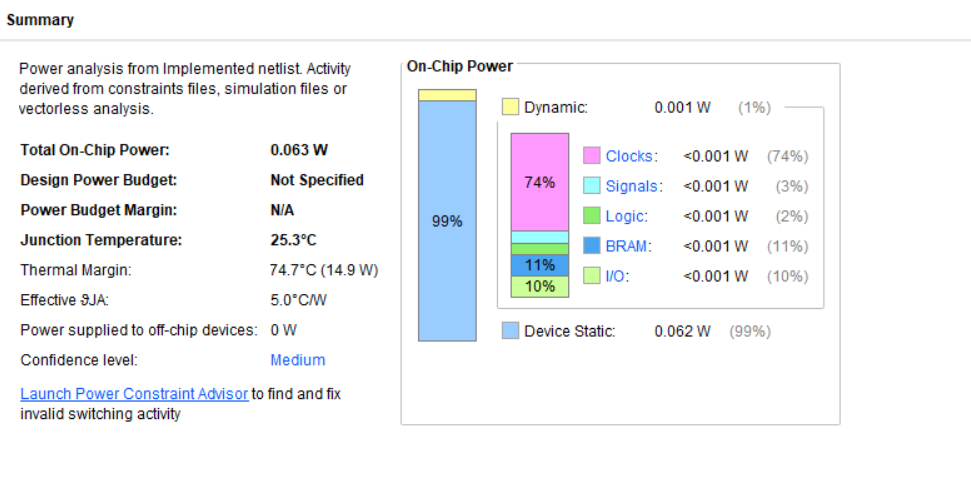 Summary
Power analysis from Implemented netlist. Activity
derived from constraints files, simulation files or
vectorless analysis.
Total On-Chip Power: 0.063 W
Design Power Budget: Not Specified
Power Budget Margin: N/A
Junction Temperature: 25.3°C
Thermal Margin: 74.7°C (14.9 W)
Effective ϑJA: 5.0°C/W
Power supplied to off-chip devices: 0 W
Confidence level: Medium
Launch Power Constraint Advisor to find and fix
invalid switching activity
On-Chip Power
99%
Dynamic: 0.001 W (1%)
74%
11%
10%
Clocks: <0.001 W (74%)
Signals: <0.001 W (3%)
Logic: <0.001 W (2%)
BRAM: <0.001 W (11%)
I/O: <0.001 W (10%)
Device Static: 0.062 W (99%)